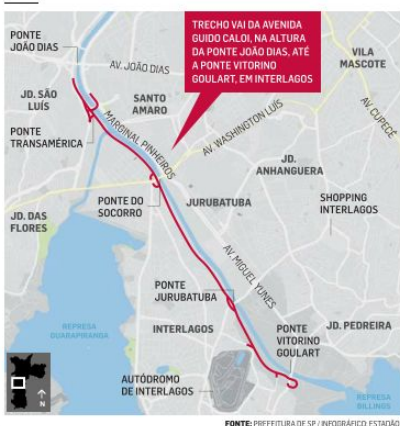 TRECHO VAI DA AVENIDA
GUIDO CALOI, NA ALTURA
DA PONTE JOÃO DIAS, ATÉ
A PONTE VITORINO
GOULART, EM INTERLAGOS
PONTE
JOÃO DIAS
AV. JOÃO DIAS
VILA
MASCOTE
JD. SÃO
LUÍS
SANTO
AMARO
AV. CUPECÊ
MARGINAL PINHEIROS
AV. WASHINGTON LUÍS
PONTE
TRANSAMÉRICA
JD.
ANHANGUERA
PONTE DO
SOCORRO
JURUBATUBA
SHOPPING
INTERLAGOS
JD. DAS
FLORES
AV. MIGUEL YUNES
PONTE
JURUBATUBA
REPRESA
GUARAPIRANGA
INTERLAGOS
PONTE
VITORINO
GOULART
JD. PEDREIRA
AUTÓDROMO
DE INTERLAGOS
REPRESA
BILLINGS
N
FONTE: PREFEITURA DE SP / INFOGRÁFICO: ESTADÃO